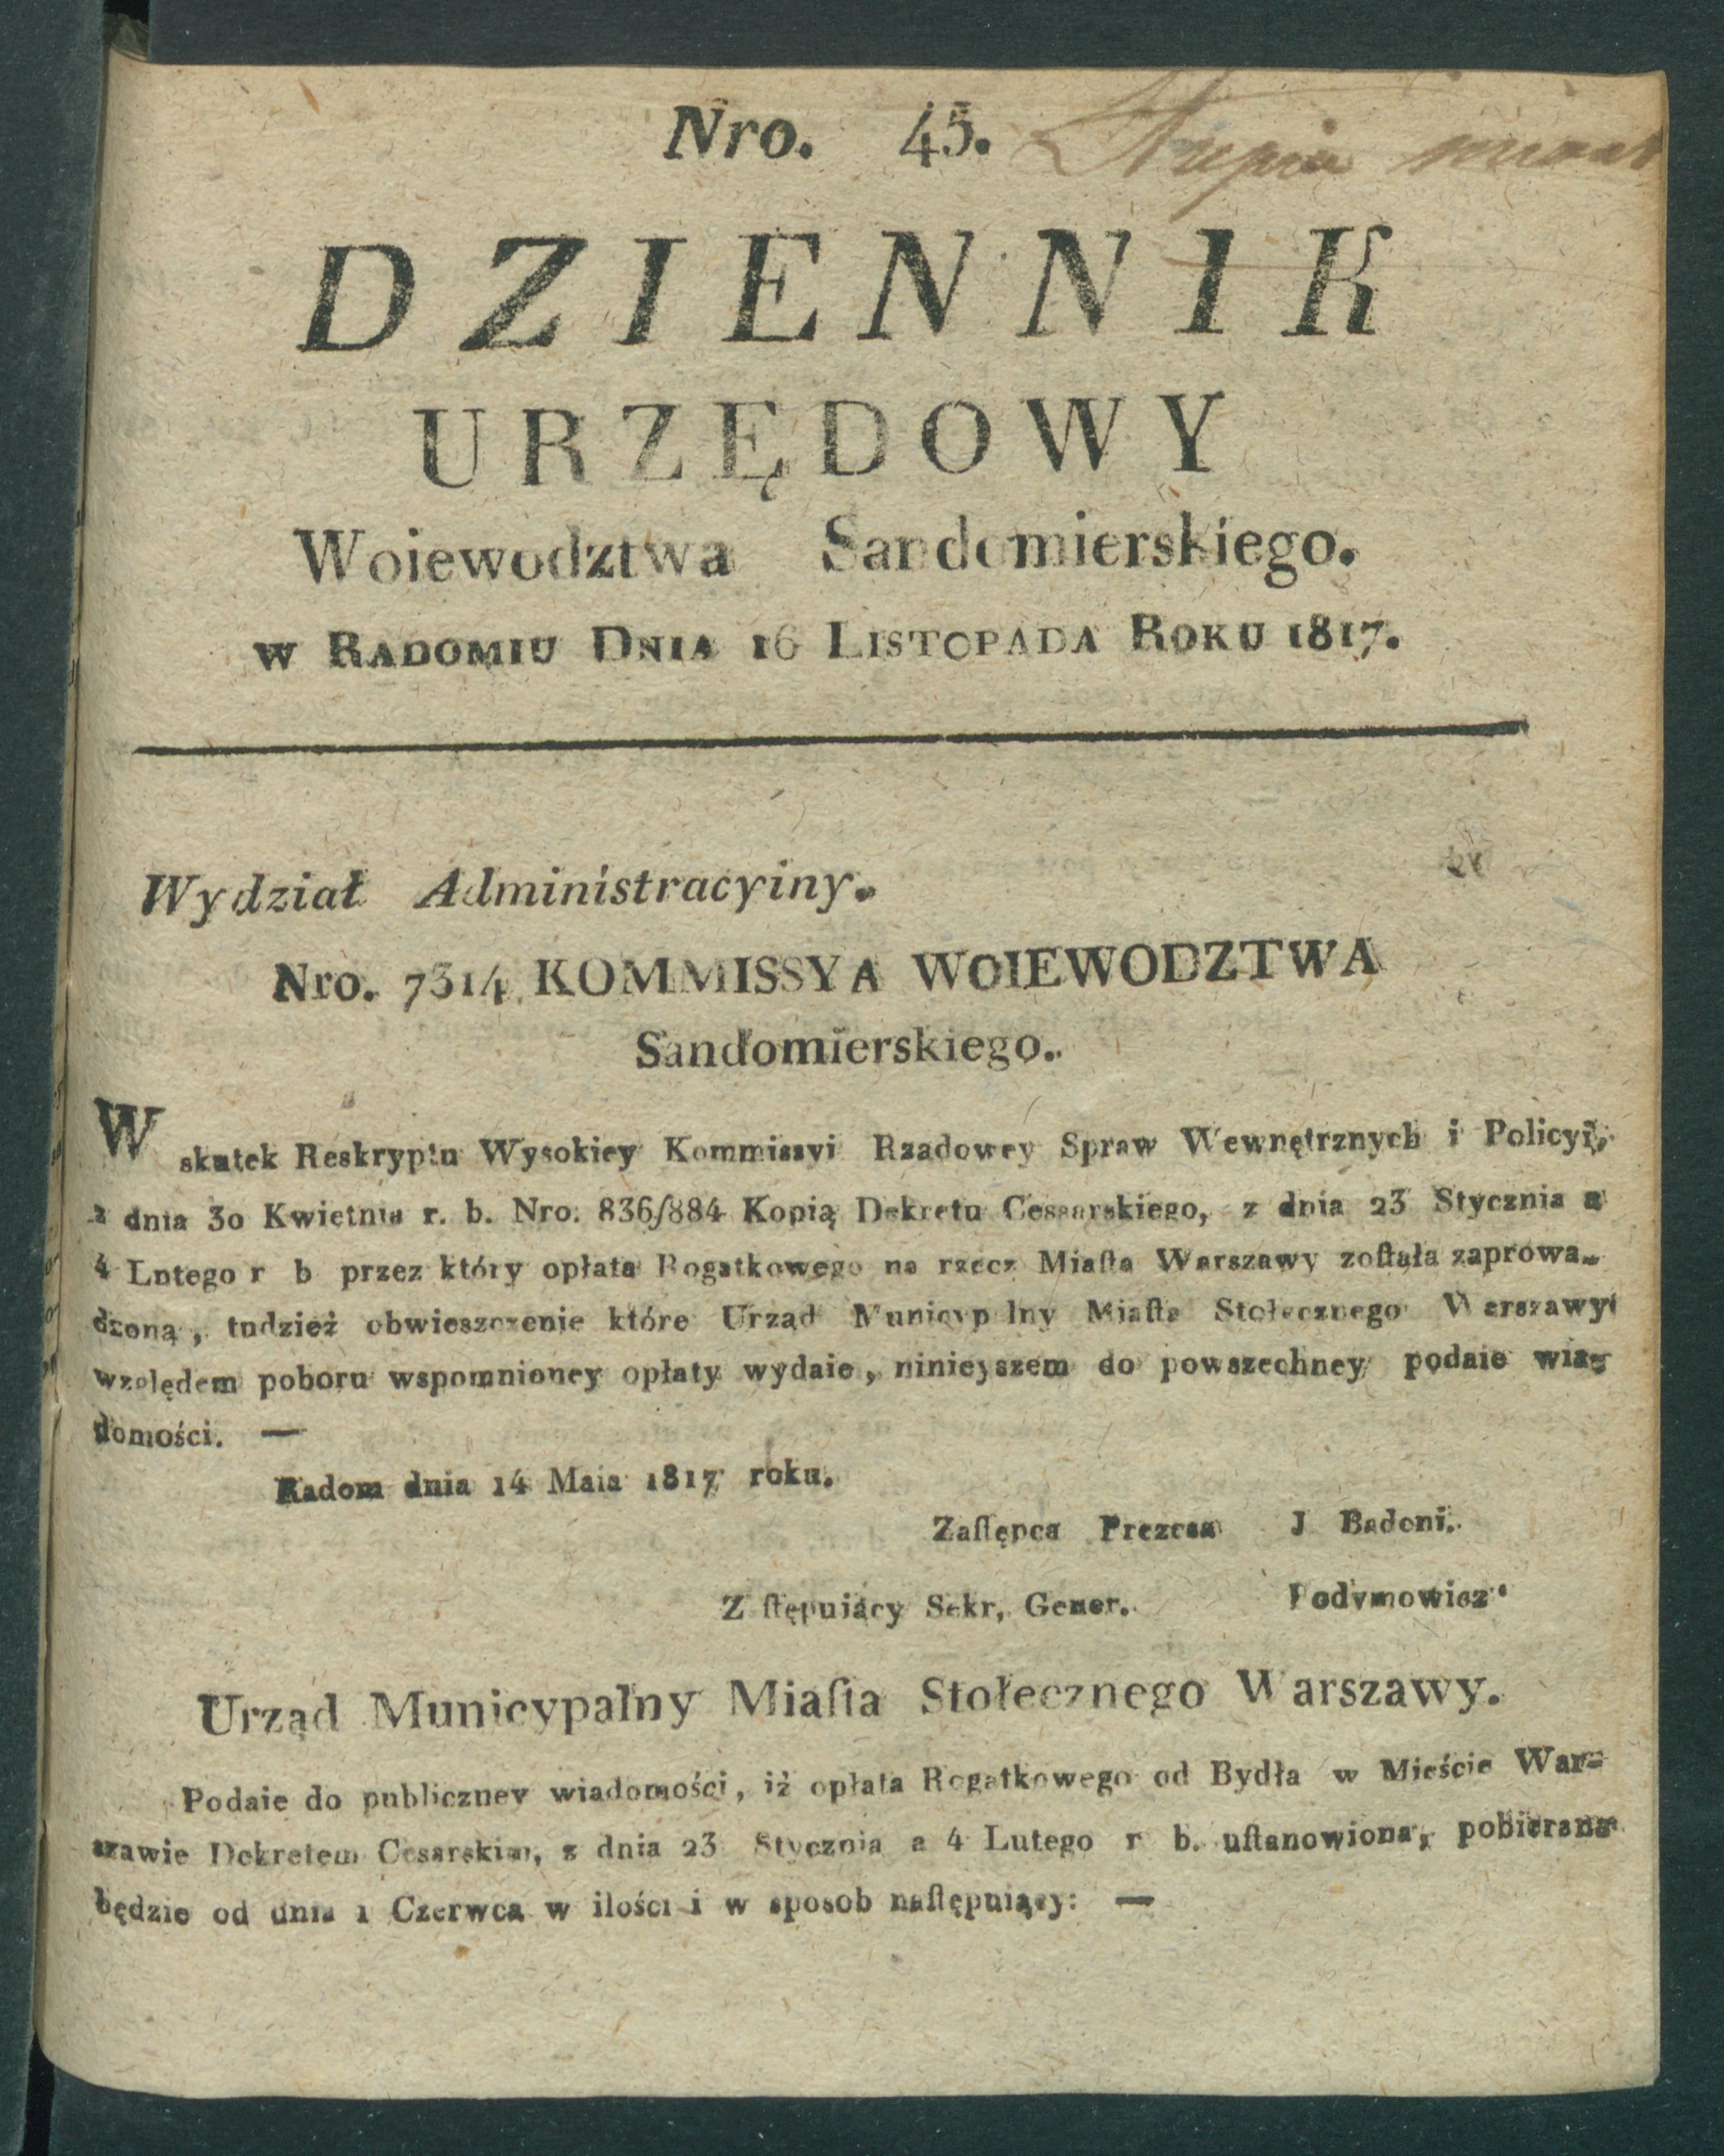 Nro. 45.
DZIENNIK
URZĘDOWY
Woiewodztwa Sandomierskiego.
w Radomiu Dnia 16 Listopada Roku 1817.
Wydział Administracyiny.
Nro. 7314 KOMMISSYA WOIEWODZTWA
Sandomierskiego.
W skutek Reskryptu Wysokiey Kommissyi Rządowey Spraw Wewnętrznych i Policyi,
z dnia 30 Kwietnia r. b. Nro. 836/884 Kopią Dekretu Cesarskiego, z dnia 23 Stycznia a
4 Lutego r b przez który opłata Rogatkowego na rzecz Miaſta Warszawy zoſtała zaprowa-
dzoną, tudzież obwieszczenie które Urząd Municypalny Miaſta Stołecznego Warszawy
względem poboru wspomnioney opłaty wydaie, ninieyszem do powszechney podaie wia-
domości. —
Radom dnia 14 Maia 1817 roku.
Zaſtępca Prezesa J Badeni.
Z ſtępuiący Sekr, Gener. Podymowicz
Urząd Municypalny Miaſta Stołecznego Warszawy.
Podaie do publiczney wiadomości, iż opłata Rogatkowego od Bydła w Mieście War-
szawie Dekretem Cesarskim, z dnia 23 Stycznia a 4 Lutego r b. uſtanowiona, pobierana
będzie od dnia 1 Czerwca w ilości i w sposob naſtępuiący: —